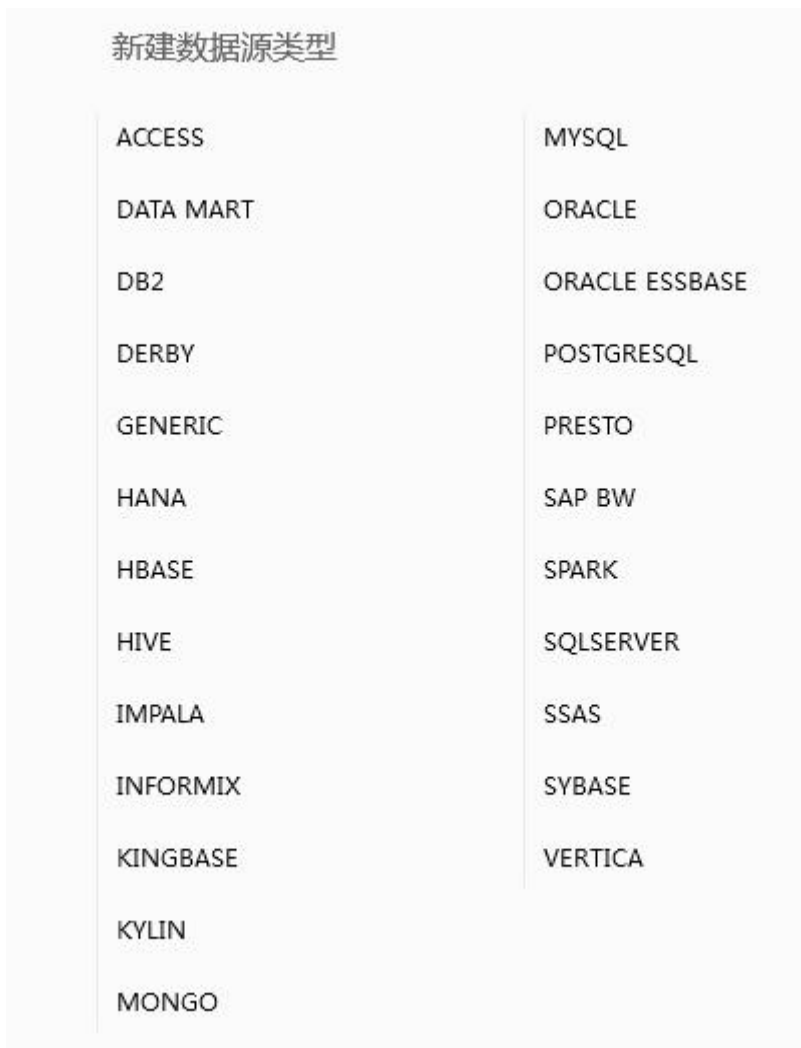 新建数据源类型
ACCESS
DATA MART
DB2
DERBY
GENERIC
HANA
HBASE
HIVE
IMPALA
INFORMIX
KINGBASE
KYLIN
MONGO
MYSQL
ORACLE
ORACLE ESSBASE
POSTGRESQL
PRESTO
SAP BW
SPARK
SQLSERVER
SSAS
SYBASE
VERTICA